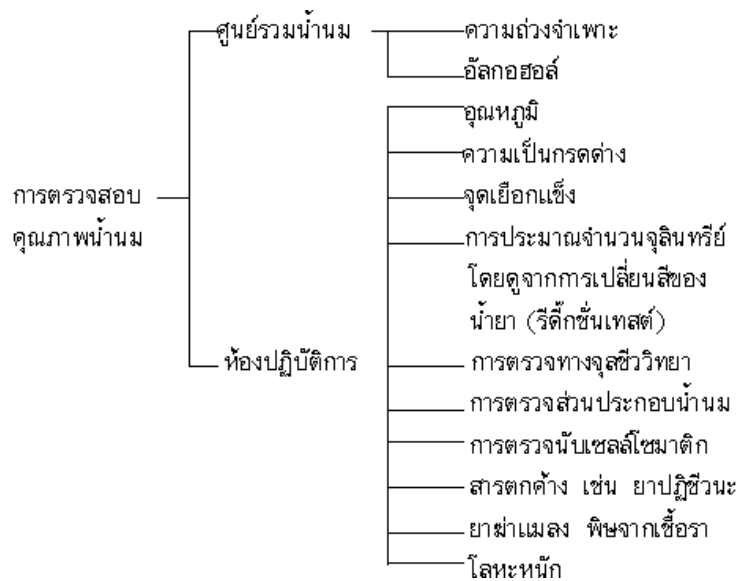 ศูนย์รวมน้ำนม
ความถ่วงจำเพาะ
อัลกอฮอล์
การตรวจสอบ
คุณภาพน้ำนม
ห้องปฏิบัติการ
อุณหภูมิ
ความเป็นกรดด่าง
จุดเยือกแข็ง
การประมาณจำนวนจุลินทรีย์
โดยดูจากการเปลี่ยนสีของ
น้ำยา (รีดั๊กชั่นเทสต์)
การตรวจทางจุลชีววิทยา
การตรวจส่วนประกอบน้ำนม
การตรวจนับเซลล์โซมาติก
สารตกค้าง เช่น ยาปฏิชีวนะ
ยาฆ่าแมลง พิษจากเชื้อรา
โลหะหนัก